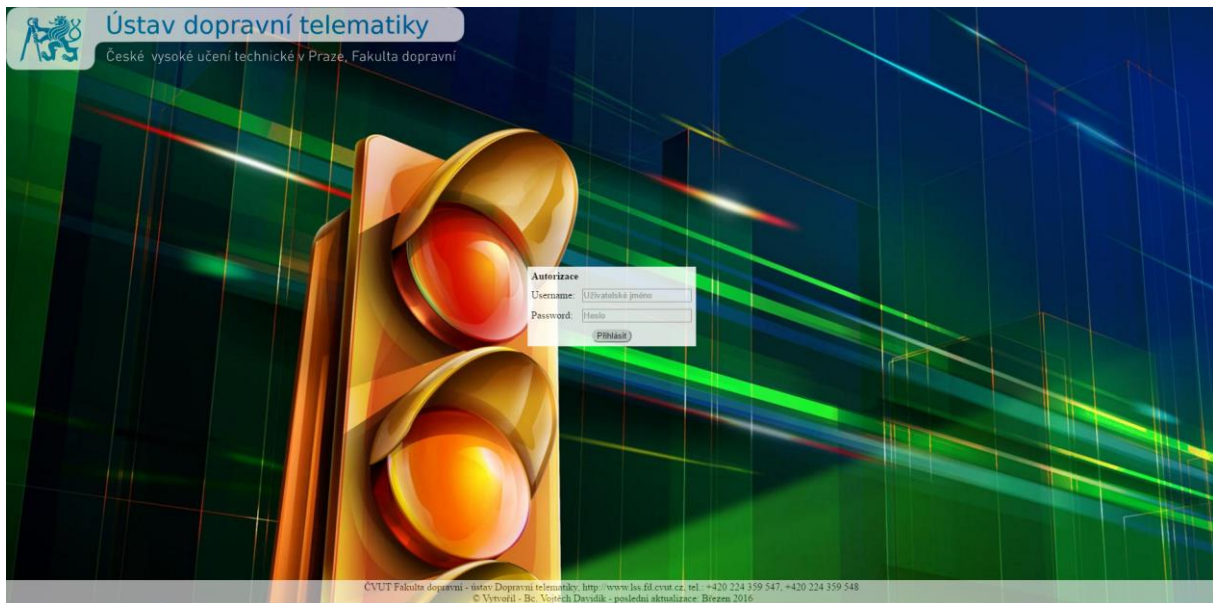 Ústav dopravní telematiky
České vysoké učení technické v Praze, Fakulta dopravní
Autorizace
Username: Uživatelské jméno
Password: Heslo
Přihlásit
ČVUT Fakulta dopravní - ústav Dopravní telematiky, http://www.lss.fd.cvut.cz, tel.: +420 224 359 547, +420 224 359 548
© Vytvořil - Bc. Vojtěch Davidík - poslední aktualizace: Březen 2016